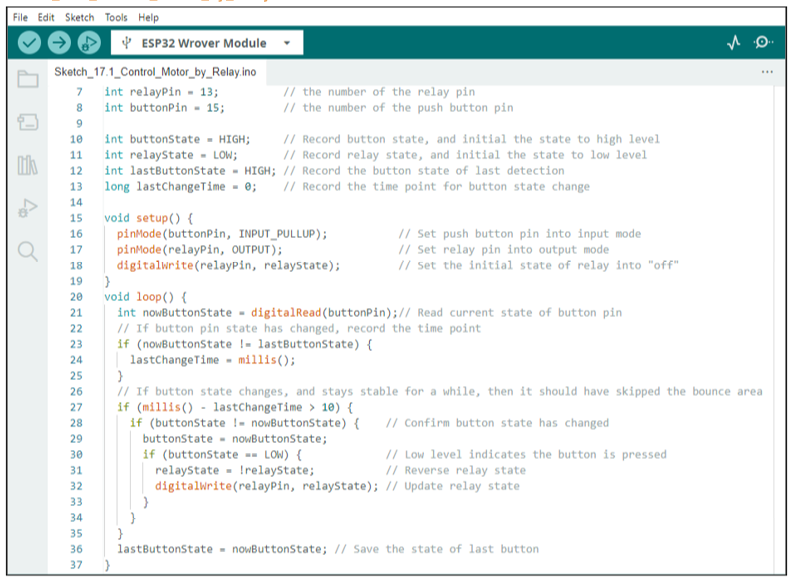 File Edit Sketch Tools Help
ESP32 Wrover Module
Sketch_17.1_Control_Motor_by_Relay.ino
7 int relayPin = 13; // the number of the relay pin
8 int buttonPin = 15; // the number of the push button pin
9
10 int buttonState = HIGH; // Record button state, and initial the state to high level
11 int relayState = LOW; // Record relay state, and initial the state to low level
12 int lastButtonState = HIGH; // Record the button state of last detection
13 long lastChangeTime = 0; // Record the time point for button state change
14
15 void setup() {
16 pinMode(buttonPin, INPUT_PULLUP); // Set push button pin into input mode
17 pinMode(relayPin, OUTPUT); // Set relay pin into output mode
18 digitalWrite(relayPin, relayState); // Set the initial state of relay into "off"
19 }
20 void loop() {
21 int nowButtonState = digitalRead(buttonPin);// Read current state of button pin
22 // If button pin state has changed, record the time point
23 if (nowButtonState != lastButtonState) {
24 lastChangeTime = millis();
25 }
26 // If button state changes, and stays stable for a while, then it should have skipped the bounce area
27 if (millis() - lastChangeTime > 10) {
28 if (buttonState != nowButtonState) { // Confirm button state has changed
29 buttonState = nowButtonState;
30 if (buttonState == LOW) { // Low level indicates the button is pressed
31 relayState = !relayState; // Reverse relay state
32 digitalWrite(relayPin, relayState); // Update relay state
33 }
34 }
35 }
36 lastButtonState = nowButtonState; // Save the state of last button
37 }